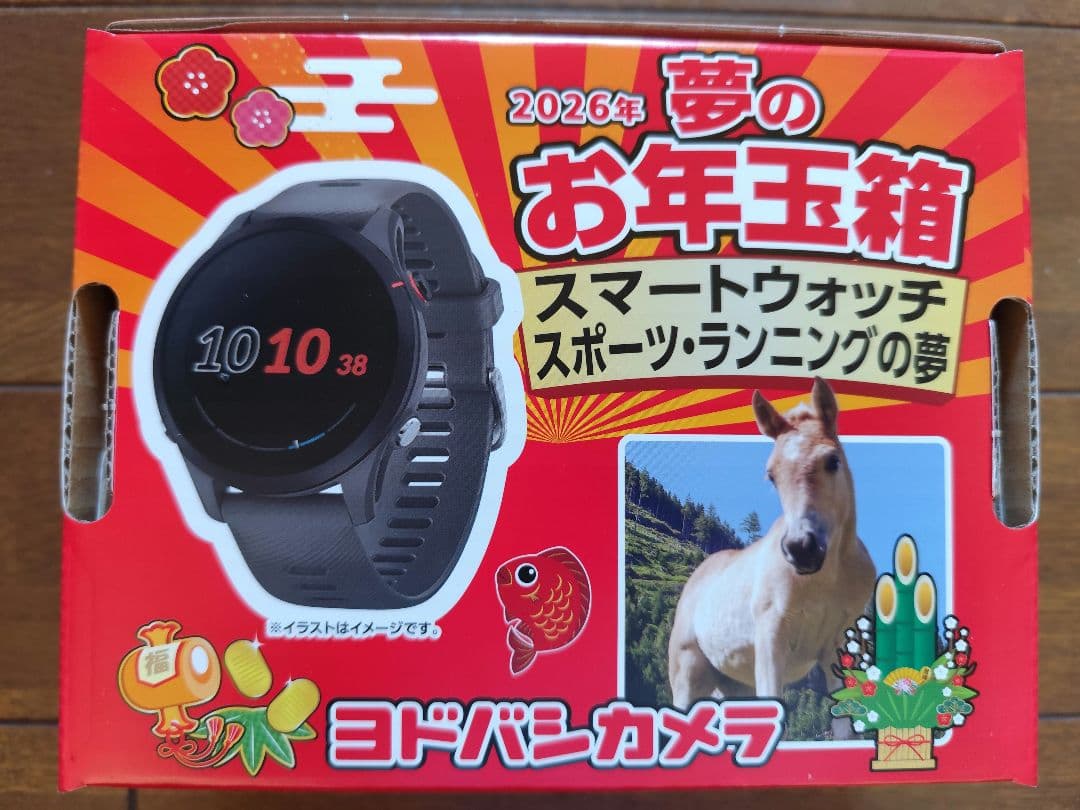 2026年 夢の
お年玉箱
スマートウォッチ
スポーツ・ランニングの夢
10 10 38
※イラストはイメージです。
福
ヨドバシカメラ